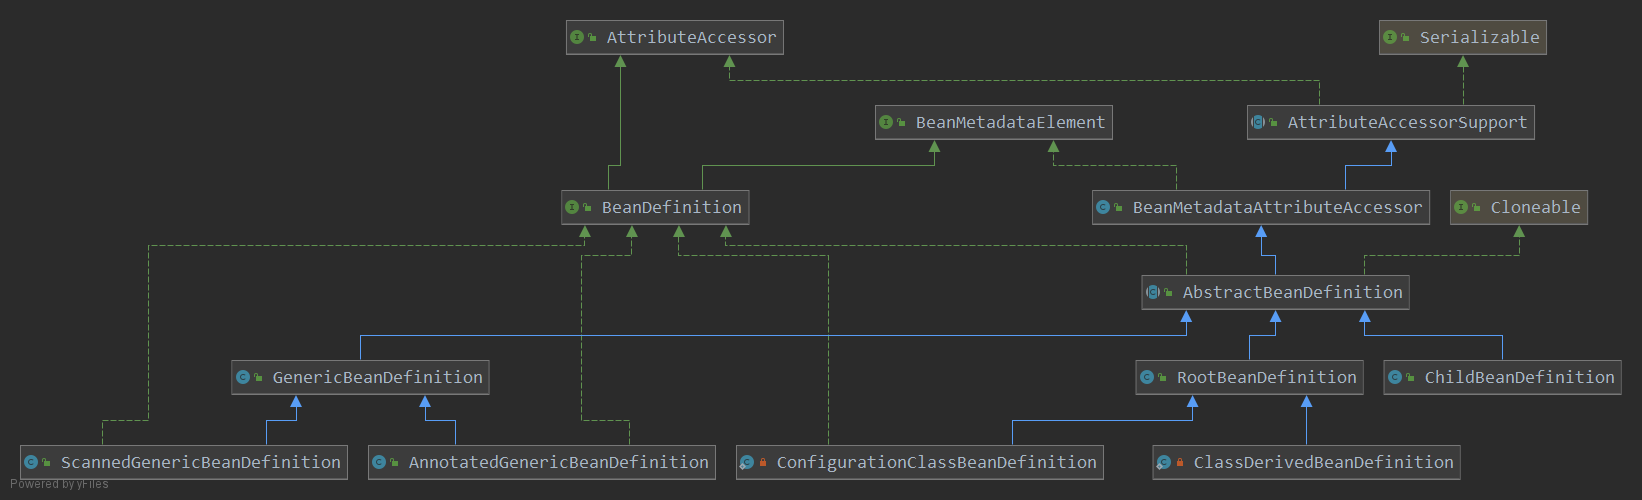 AttributeAccessor
Serializable
BeanMetadataElement
AttributeAccessorSupport
BeanDefinition
BeanMetadataAttributeAccessor
Cloneable
AbstractBeanDefinition
GenericBeanDefinition
RootBeanDefinition
ChildBeanDefinition
ScannedGenericBeanDefinition
AnnotatedGenericBeanDefinition
ConfigurationClassBeanDefinition
ClassDerivedBeanDefinition
Powered by yFiles